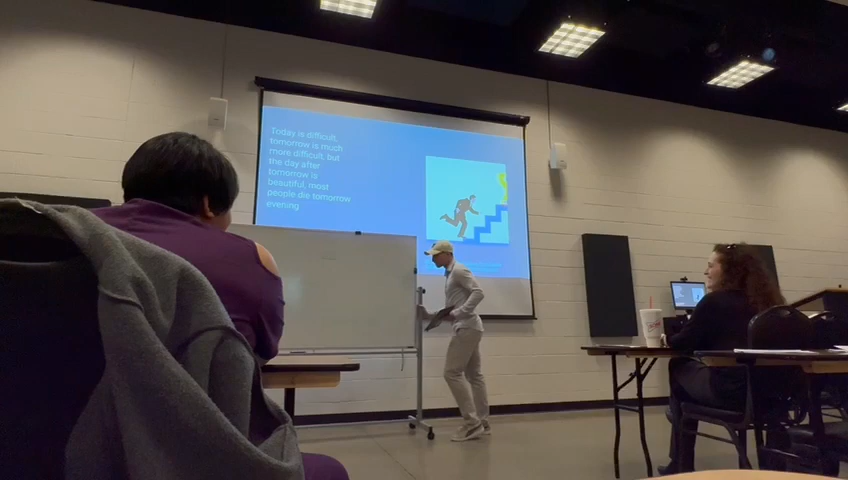 Today is difficult,
tomorrow is much
more difficult, but
the day after
tomorrow is
beautiful, most
people die tomorrow
evening